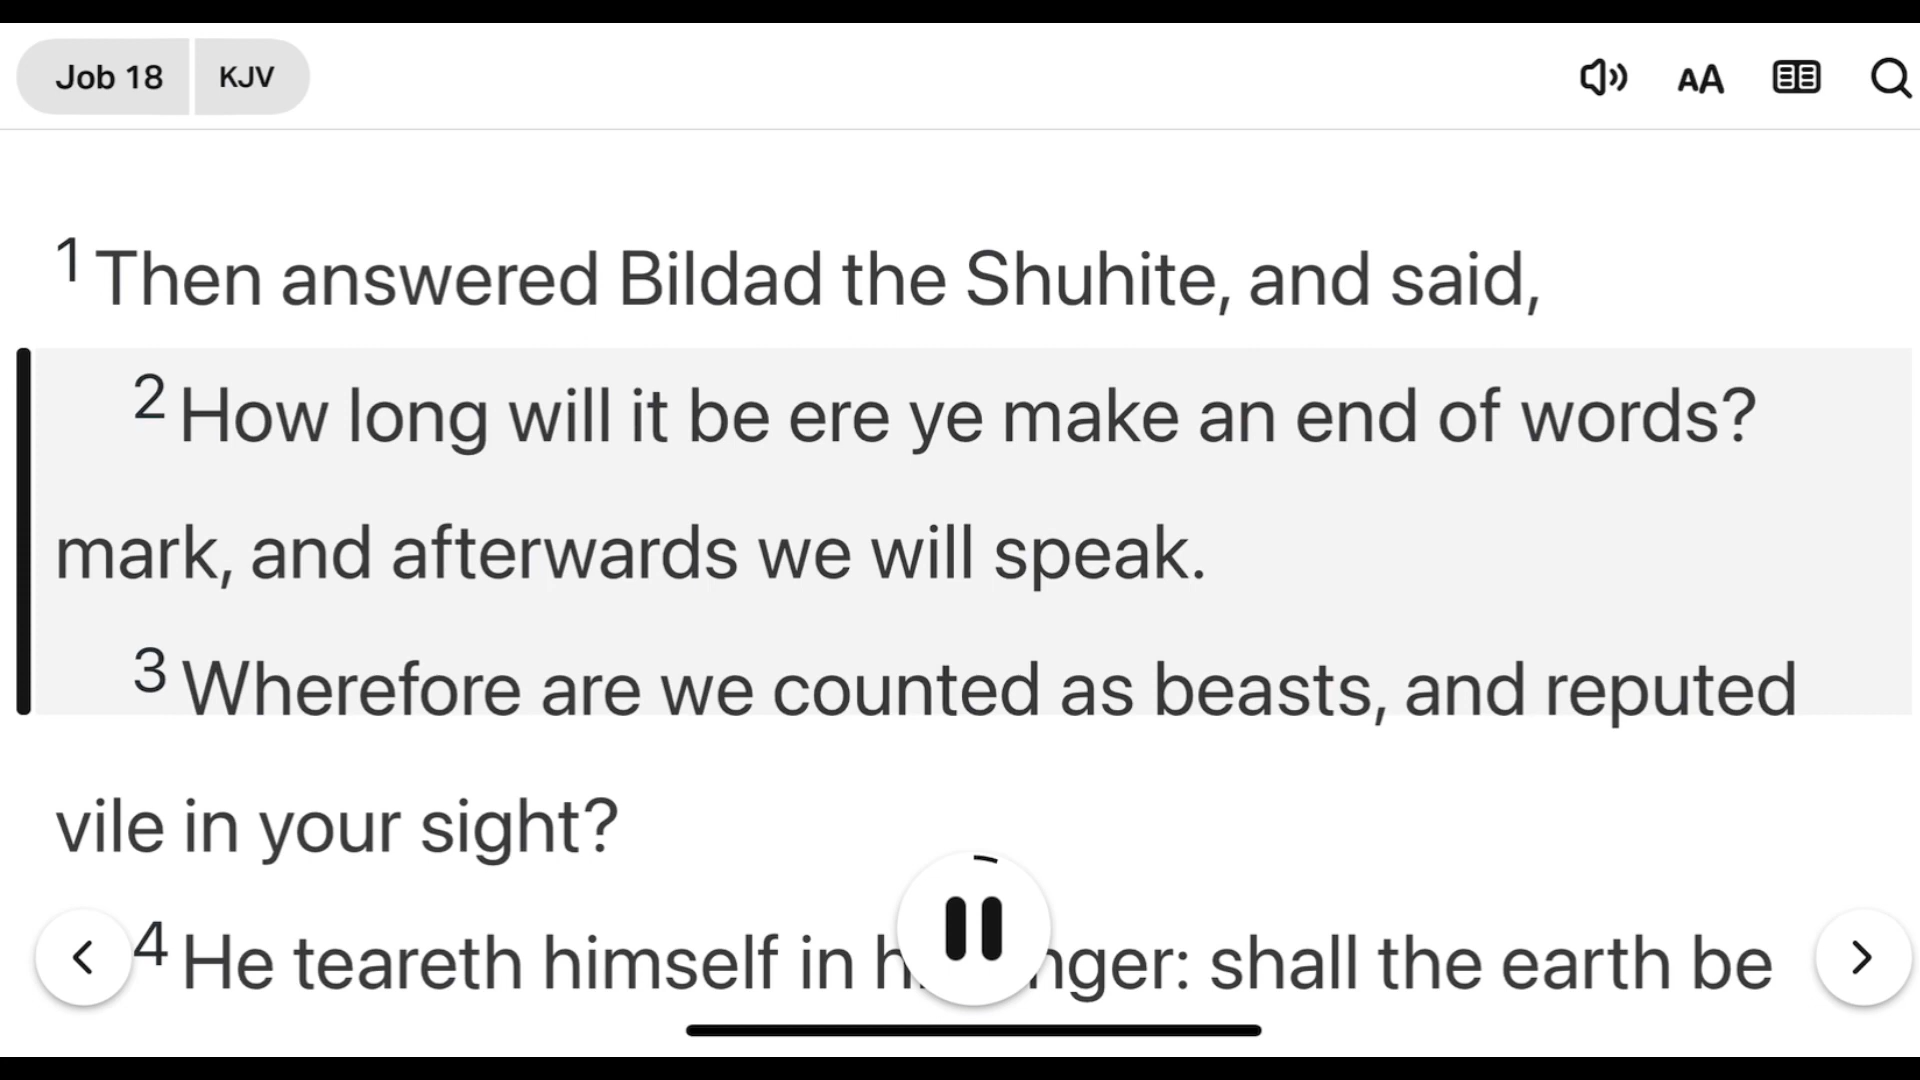 Job 18 KJV AA
1 Then answered Bildad the Shuhite, and said,
2 How long will it be ere ye make an end of words?
mark, and afterwards we will speak.
3 Wherefore are we counted as beasts, and reputed
vile in your sight?
4 He teareth himself in nger: shall the earth be